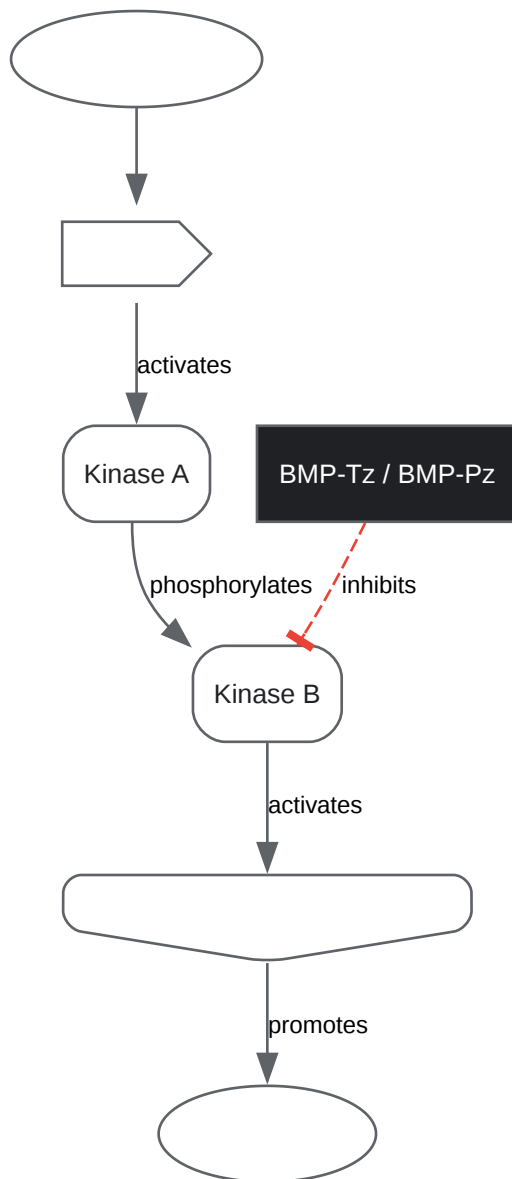 activates
Kinase A
BMP-Tz / BMP-Pz
phosphorylates
inhibits
Kinase B
activates
promotes